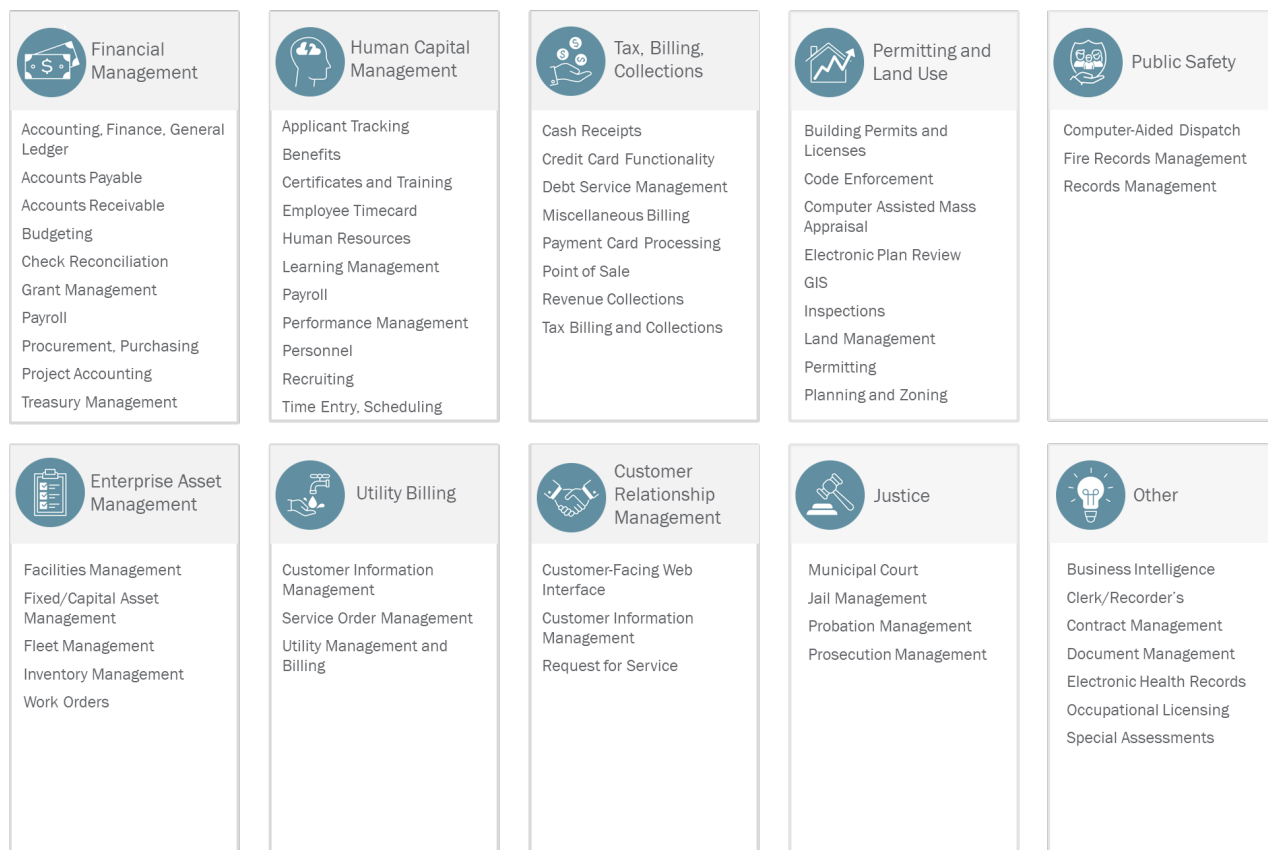 Financial
Management
Accounting, Finance, General
Ledger
Accounts Payable
Accounts Receivable
Budgeting
Check Reconciliation
Grant Management
Payroll
Procurement, Purchasing
Project Accounting
Treasury Management
Human Capital
Management
Applicant Tracking
Benefits
Certificates and Training
Employee Timecard
Human Resources
Learning Management
Payroll
Performance Management
Personnel
Recruiting
Time Entry, Scheduling
Tax, Billing,
Collections
Cash Receipts
Credit Card Functionality
Debt Service Management
Miscellaneous Billing
Payment Card Processing
Point of Sale
Revenue Collections
Tax Billing and Collections
Permitting and
Land Use
Building Permits and
Licenses
Code Enforcement
Computer Assisted Mass
Appraisal
Electronic Plan Review
GIS
Inspections
Land Management
Permitting
Planning and Zoning
Public Safety
Computer-Aided Dispatch
Fire Records Management
Records Management
Enterprise Asset
Management
Facilities Management
Fixed/Capital Asset
Management
Fleet Management
Inventory Management
Work Orders
Utility Billing
Customer Information
Management
Service Order Management
Utility Management and
Billing
Customer
Relationship
Management
Customer-Facing Web
Interface
Customer Information
Management
Request for Service
Justice
Municipal Court
Jail Management
Probation Management
Prosecution Management
Other
Business Intelligence
Clerk/Recorder's
Contract Management
Document Management
Electronic Health Records
Occupational Licensing
Special Assessments